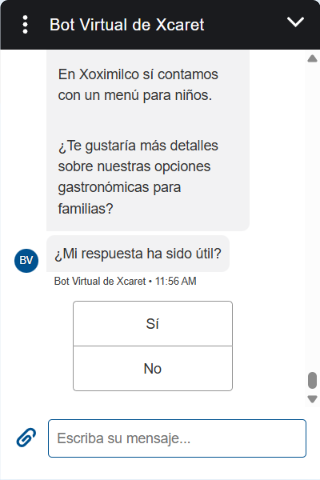 Bot Virtual de Xcaret
En Xoximilco sí contamos
con un menú para niños.
¿Te gustaría más detalles
sobre nuestras opciones
gastronómicas para
familias?
BV
¿Mi respuesta ha sido útil?
Bot Virtual de Xcaret • 11:56 AM
Sí
No
Escriba su mensaje...